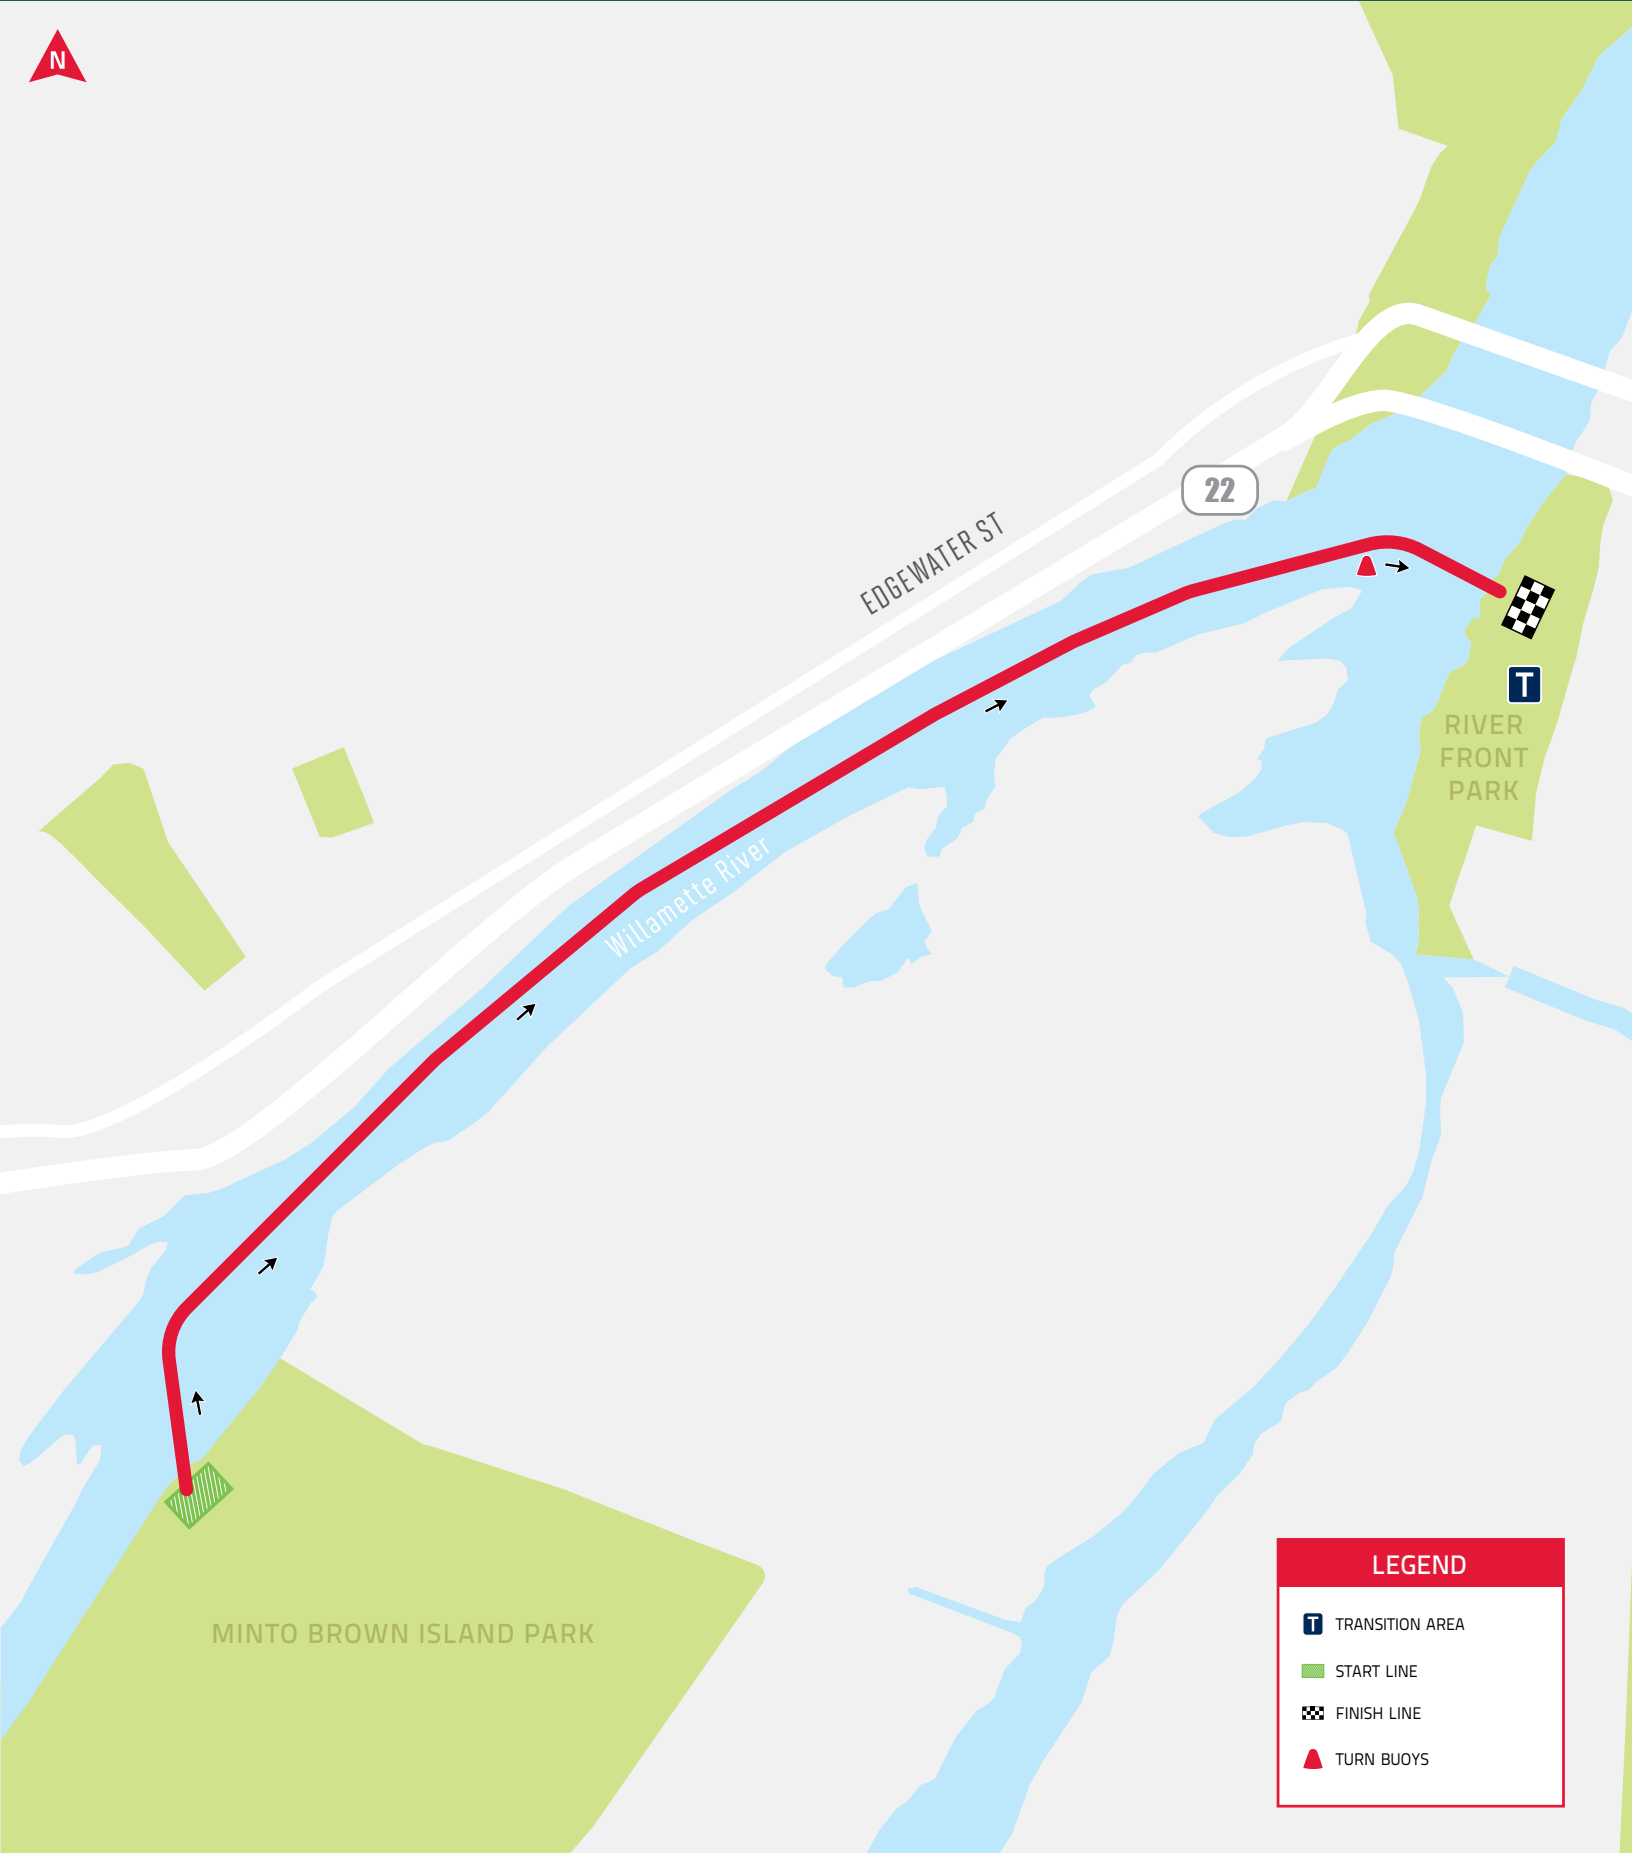 N
22
EDGEWATER ST
T
RIVER
FRONT
PARK
Willamette River
MINTO BROWN ISLAND PARK
LEGEND
T TRANSITION AREA
START LINE
FINISH LINE
TURN BUOYS